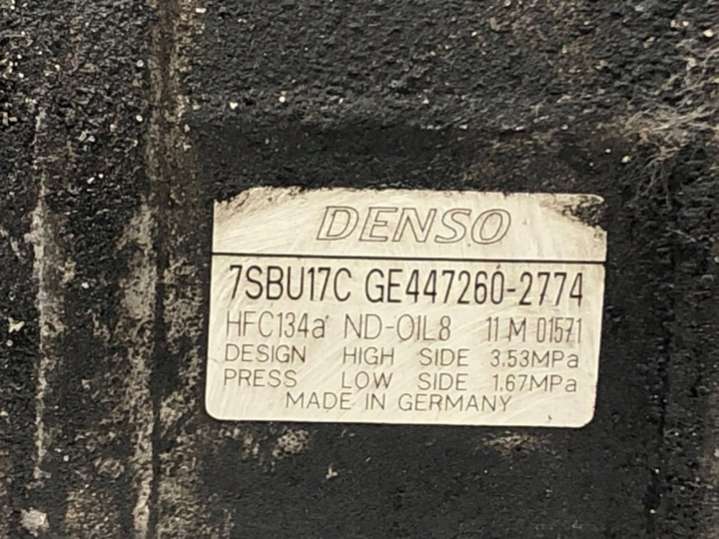 DENSO
7SBU17C GE447260-2774
HFC134a ND-OIL8 11 M 01571
DESIGN HIGH SIDE 3.53MPa
PRESS LOW SIDE 1.67MPa
MADE IN GERMANY